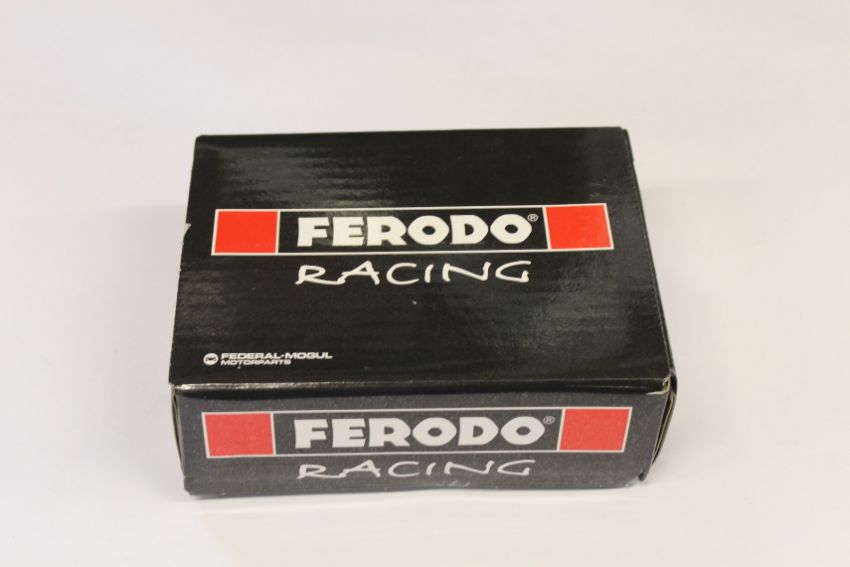 FERODO®
RACING
FEDERAL-MOGUL
MOTORPARTS
FERODO®
RACING